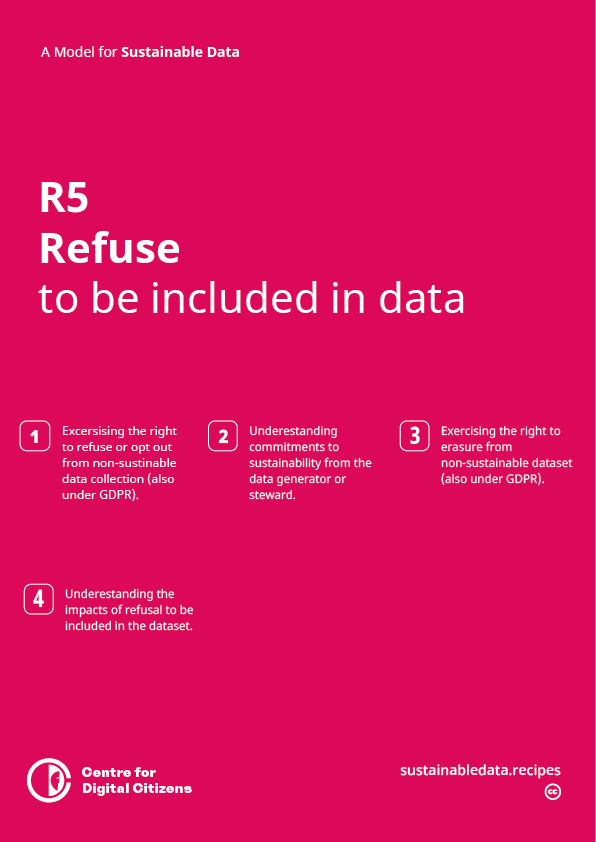 A Model for Sustainable Data
R5
Refuse
to be included in data
1
Excersising the right
to refuse or opt out
from non-sustinable
data collection (also
under GDPR).
2
Underestanding
commitments to
sustainability from the
data generator or
steward.
3
Exercising the right to
erasure from
non-sustainable dataset
(also under GDPR).
4
Understanding the
impacts of refusal to be
included in the dataset.
Centre for
Digital Citizens
sustainabledata.recipes
cc